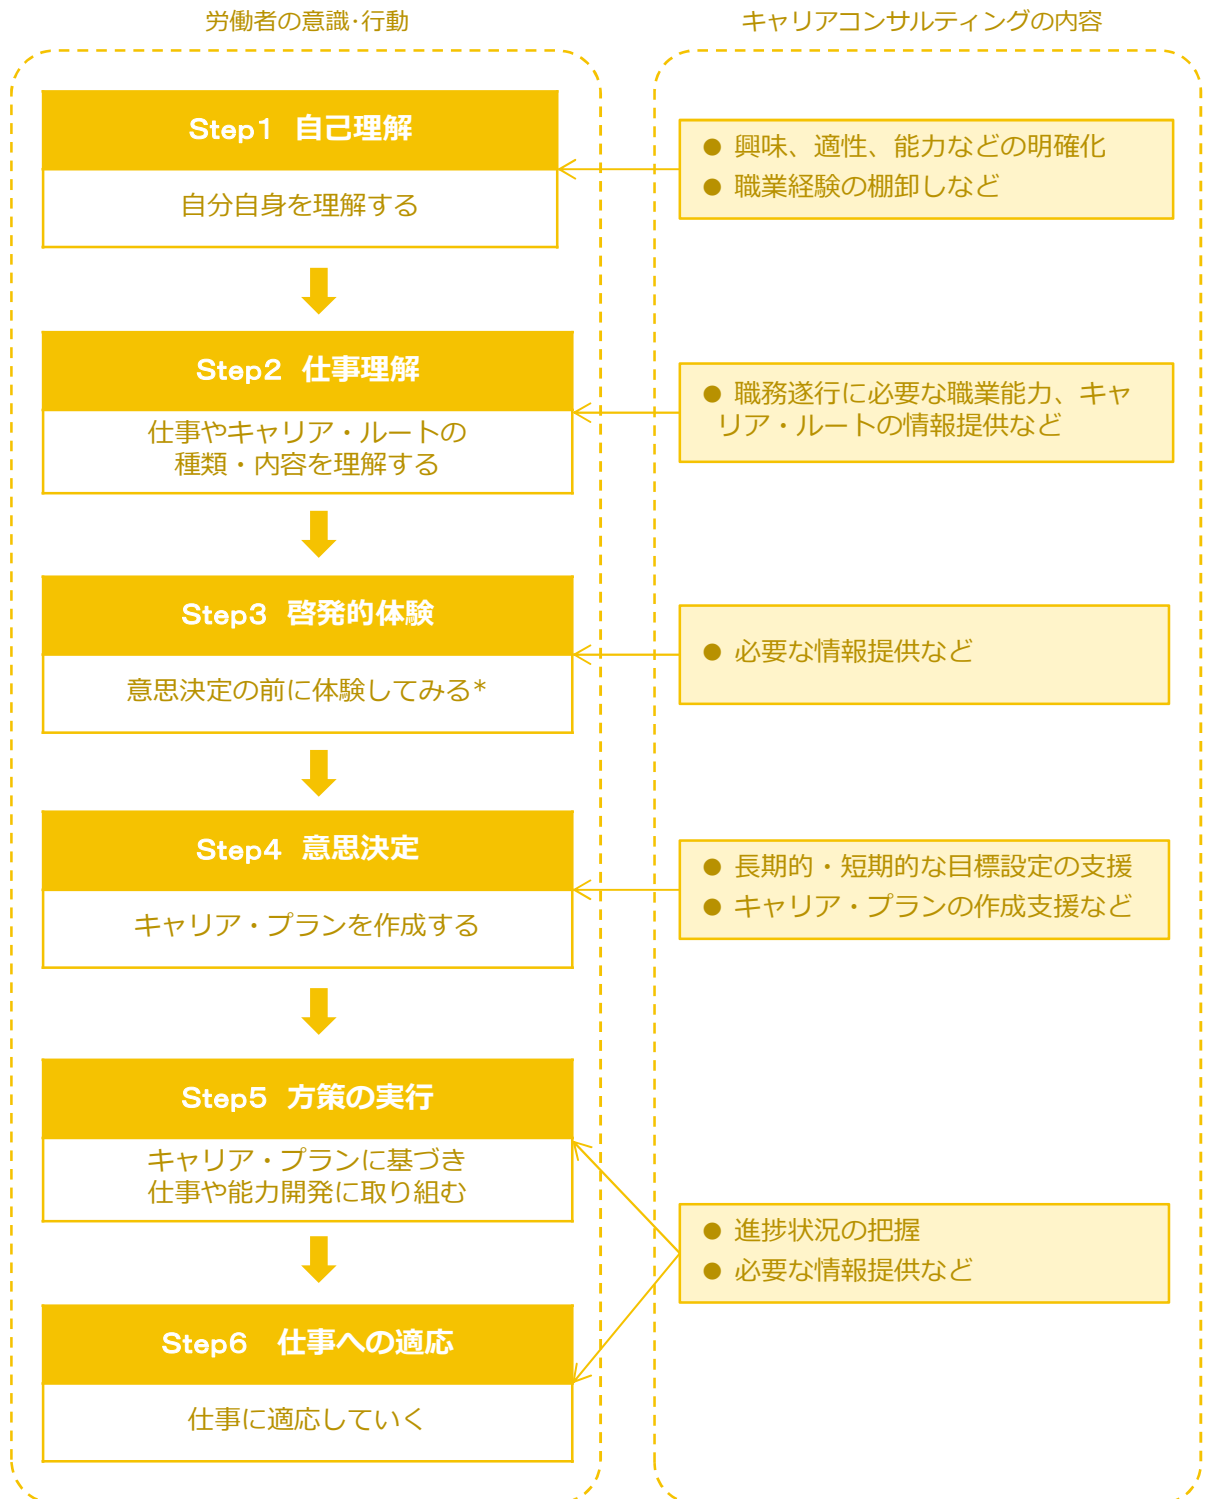 労働者の意識･行動
キャリアコンサルティングの内容
Step1 自己理解
自分自身を理解する
● 興味、適性、能力などの明確化
● 職業経験の棚卸しなど
Step2 仕事理解
仕事やキャリア・ルートの
種類・内容を理解する
● 職務遂行に必要な職業能力、キャ
リア・ルートの情報提供など
Step3 啓発的体験
意思決定の前に体験してみる*
● 必要な情報提供など
Step4 意思決定
キャリア・プランを作成する
● 長期的・短期的な目標設定の支援
● キャリア・プランの作成支援など
Step5 方策の実行
キャリア・プランに基づき
仕事や能力開発に取り組む
● 進捗状況の把握
● 必要な情報提供など
Step6 仕事への適応
仕事に適応していく